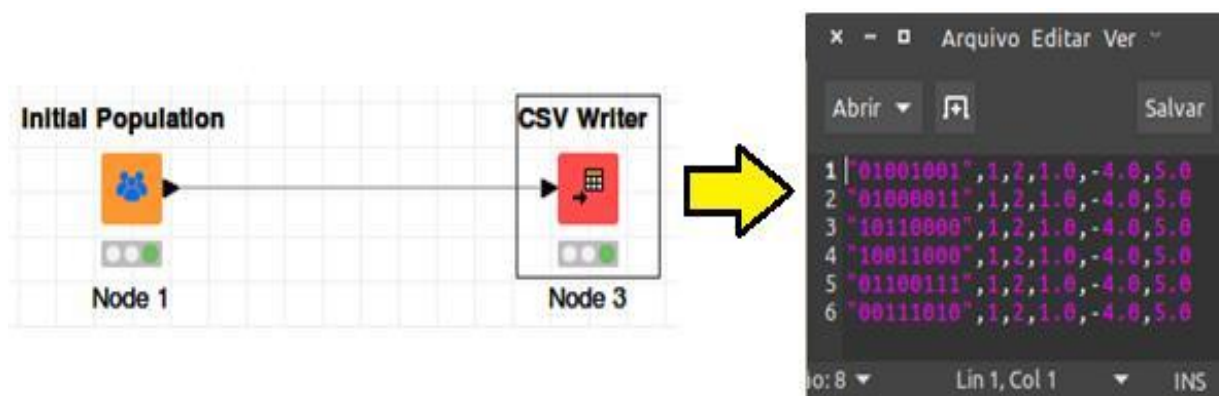 Initial Population
Node 1
CSV Writer
Node 3
Arquivo Editar Ver
Abrir
Salvar
1 "01001001",1,2,1.0,-4.0,5.0
2 "01000011",1,2,1.0,-4.0,5.0
3 "10110000",1,2,1.0,-4.0,5.0
4 "10011000",1,2,1.0,-4.0,5.0
5 "01100111",1,2,1.0,-4.0,5.0
6 "00111010",1,2,1.0,-4.0,5.0
ão: 8 Lin 1, Col 1 INS